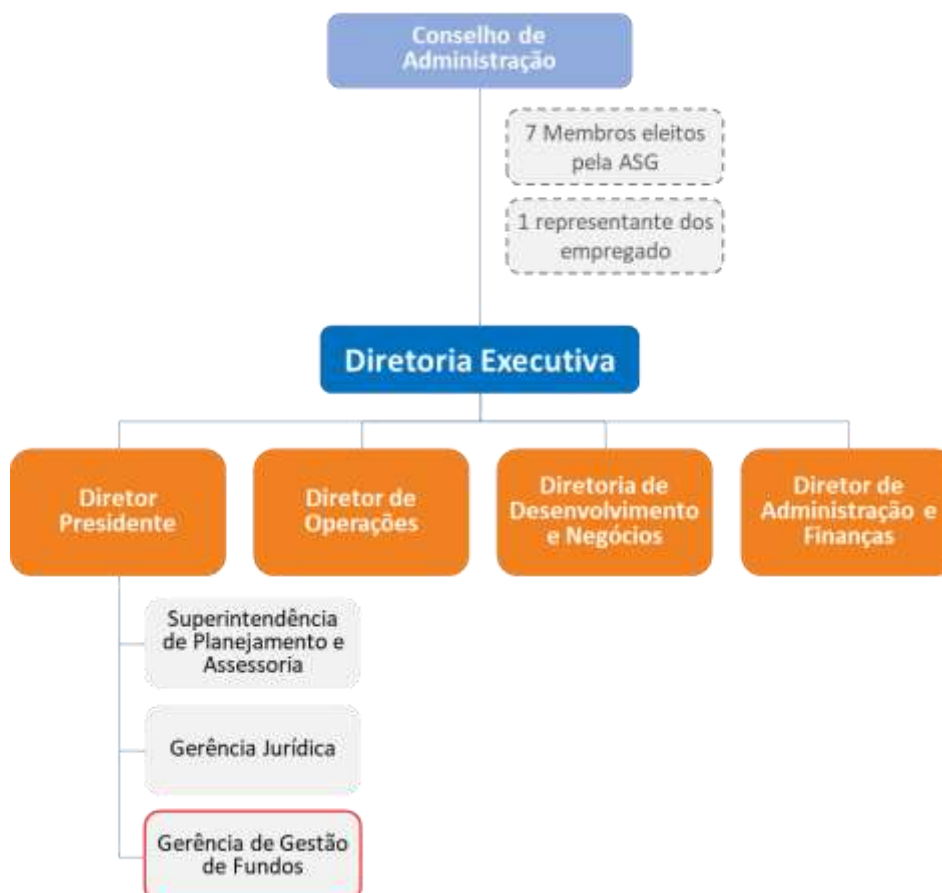 Conselho de
Administração
7 Membros eleitos
pela ASG
1 representante dos
empregado
Diretoria Executiva
Diretor
Presidente
Diretor de
Operações
Diretoria de
Desenvolvimento
e Negócios
Diretor de
Administração e
Finanças
Superintendência
de Planejamento e
Assessoria
Gerência Jurídica
Gerência de Gestão
de Fundos